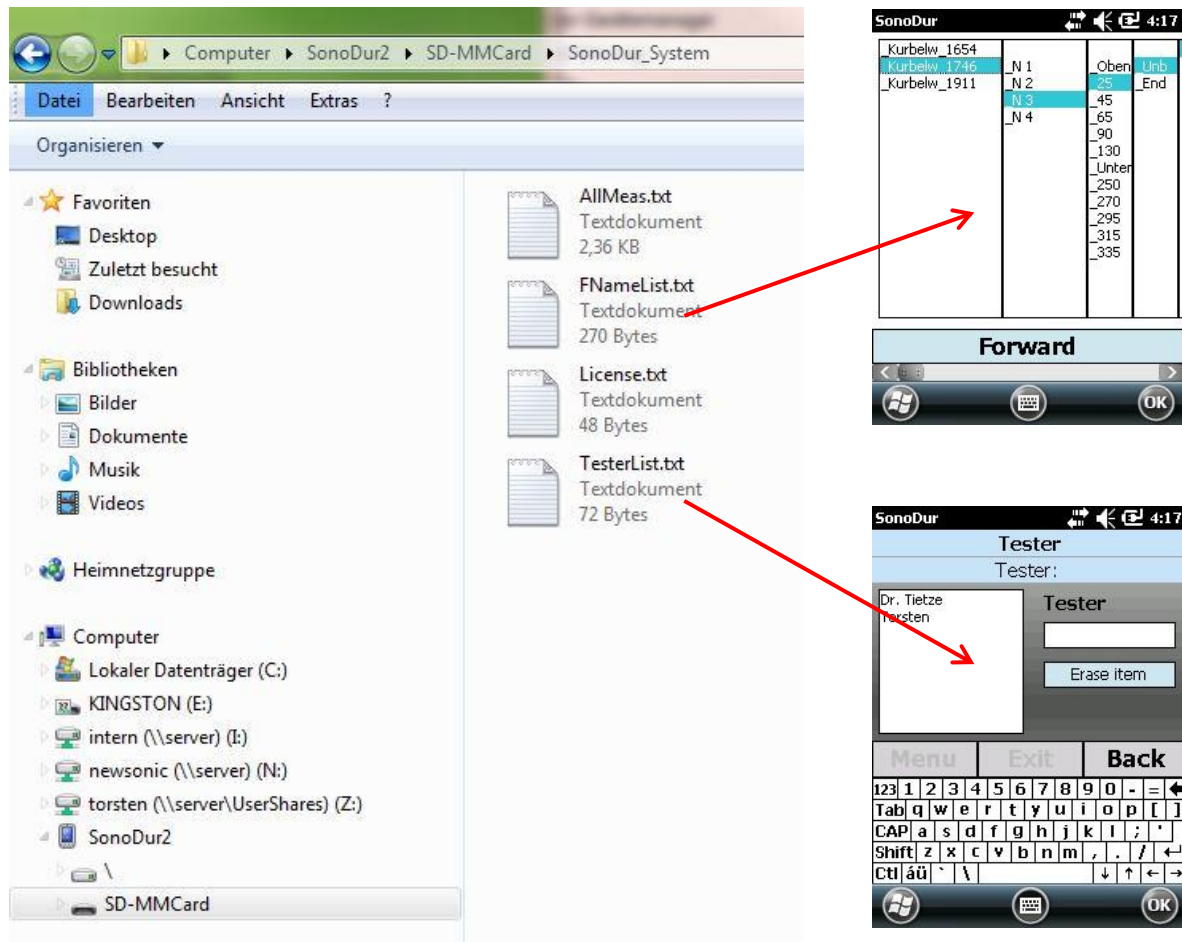 Computer ▸ SonoDur2 ▸ SD-MMCard ▸ SonoDur_System
Datei Bearbeiten Ansicht Extras ?
Organisieren ▾
Favoriten
Desktop
Zuletzt besucht
Downloads
Bibliotheken
Bilder
Dokumente
Musik
Videos
Heimnetzgruppe
Computer
Lokaler Datenträger (C:)
KINGSTON (E:)
intern (\\server) (I:)
newsonic (\\server) (N:)
torsten (\\server\UserShares) (Z:)
SonoDur2
\
SD-MMCard
AllMeas.txt
Textdokument
2,36 KB
FNameList.txt
Textdokument
270 Bytes
License.txt
Textdokument
48 Bytes
TesterList.txt
Textdokument
72 Bytes
SonoDur 4:17
_Kurbelw_1654
_Kurbelw_1746
_Kurbelw_1911
_N 1
_N 2
_N 3
_N 4
_Oben
_25
_45
_65
_90
_130
_Unter
_250
_270
_295
_315
_335
_Unb
_End
Forward
OK
SonoDur 4:17
Tester
Tester:
Dr. Tietze
Torsten
Tester
Erase item
Menu Exit Back
123 1 2 3 4 5 6 7 8 9 0 - =
Tab q w e r t y u i o p [ ]
CAP a s d f g h j k l ; '
Shift z x c v b n m , . / ↵
Ctl áü ` \ ↓ ↑ ← →
OK